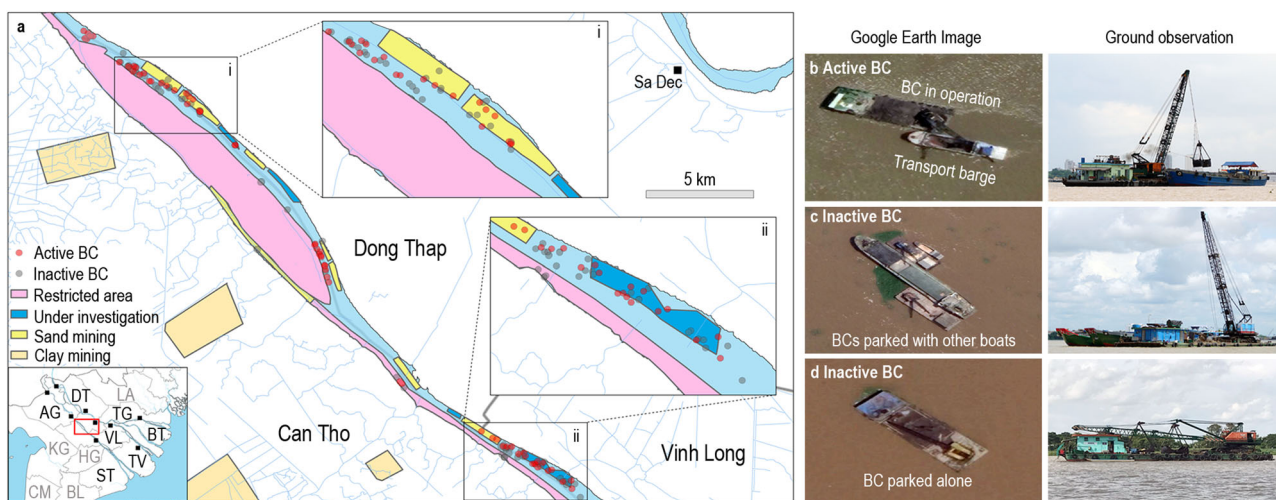 a
i
i
Sa Dec
5 km
ii
Dong Thap
Active BC
Inactive BC
Restricted area
Under investigation
Sand mining
Clay mining
DT
LA
AG
TG
VL
BT
KG
HG
TV
ST
CM
BL
Can Tho
ii
Vinh Long
Google Earth Image
Ground observation
b Active BC
BC in operation
Transport barge
c Inactive BC
BCs parked with other boats
d Inactive BC
BC parked alone